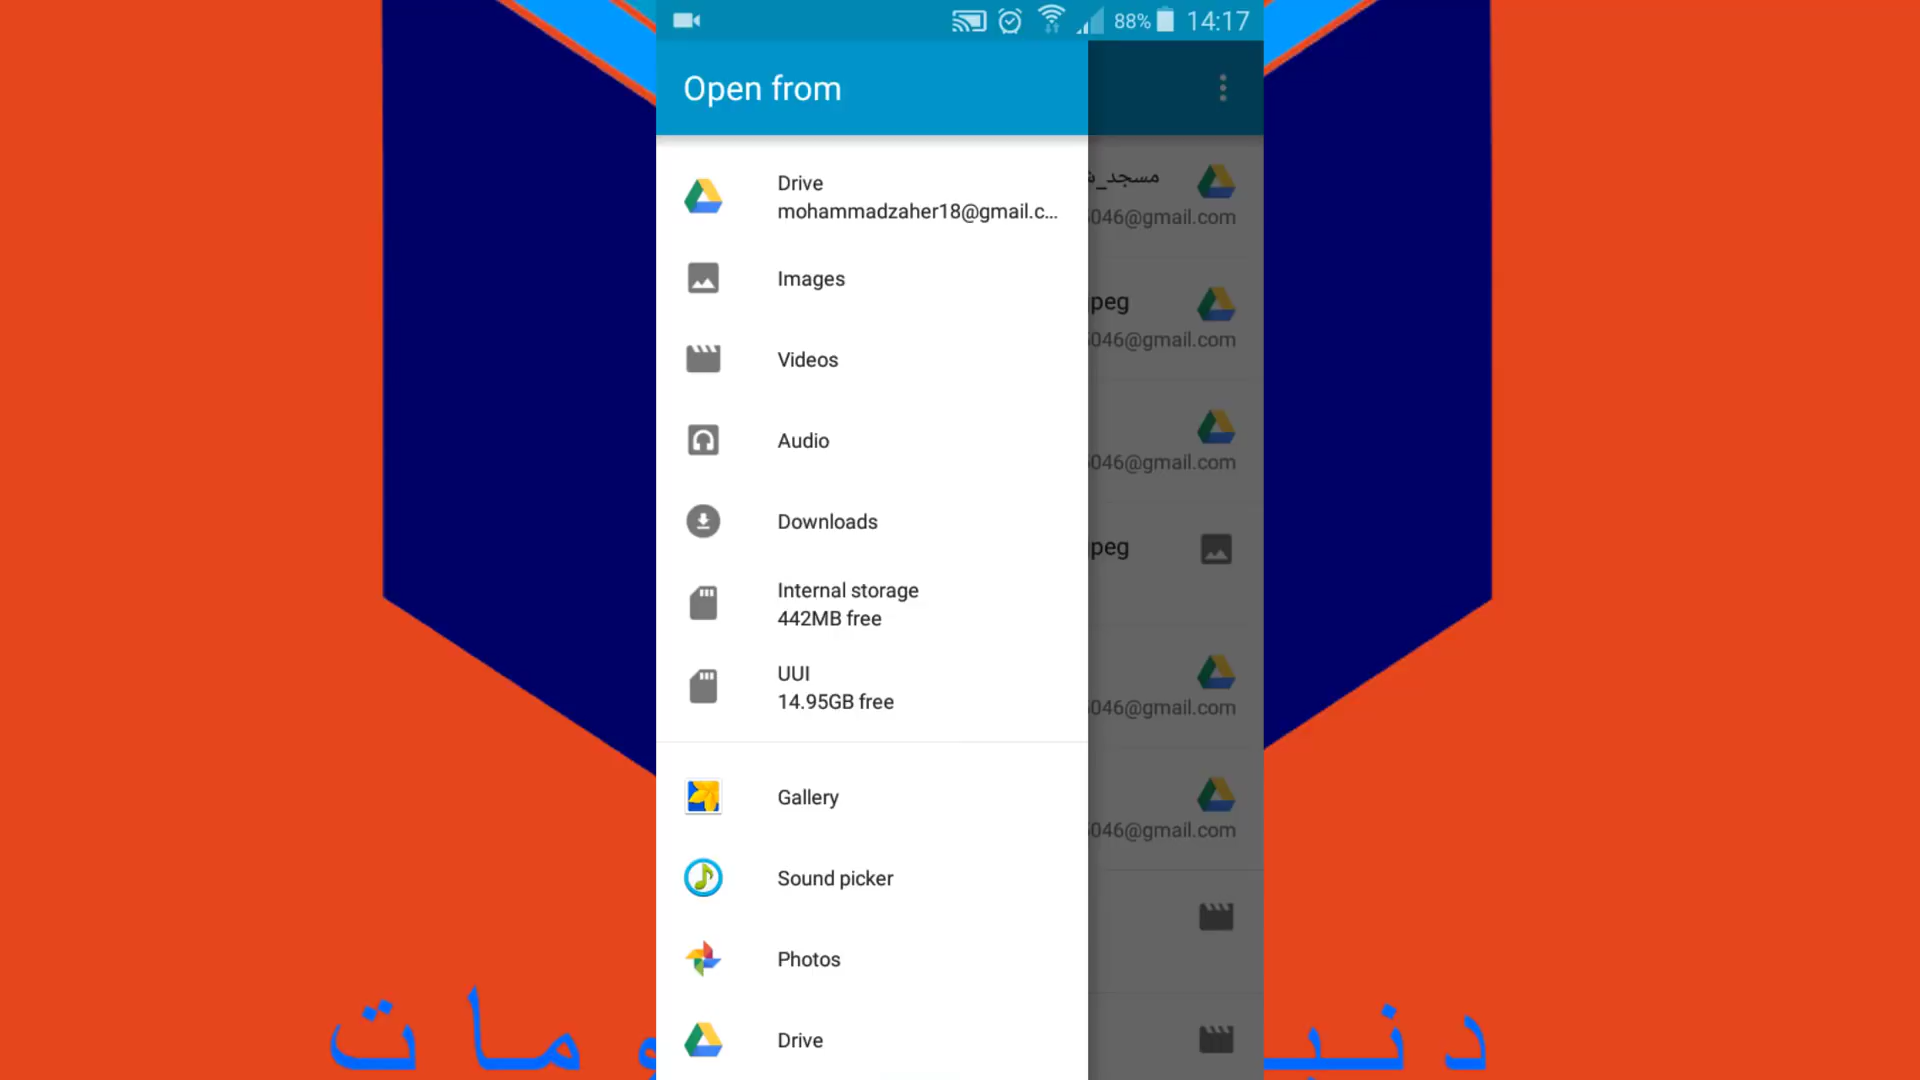 88% 14:17
Open from
Drive
mohammadzaher18@gmail.c...
Images
Videos
Audio
Downloads
Internal storage
442MB free
UUI
14.95GB free
Gallery
Sound picker
Photos
Drive
046@gmail.com
peg
046@gmail.com
046@gmail.com
peg
046@gmail.com
046@gmail.com